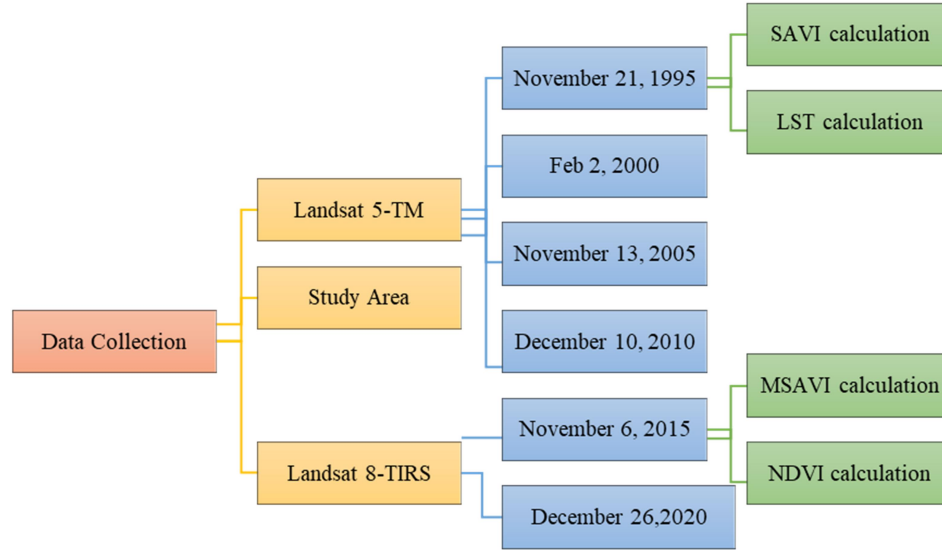 Data Collection
Landsat 5-TM
Study Area
Landsat 8-TIRS
November 21, 1995
Feb 2, 2000
November 13, 2005
December 10, 2010
November 6, 2015
December 26,2020
SAVI calculation
LST calculation
MSAVI calculation
NDVI calculation